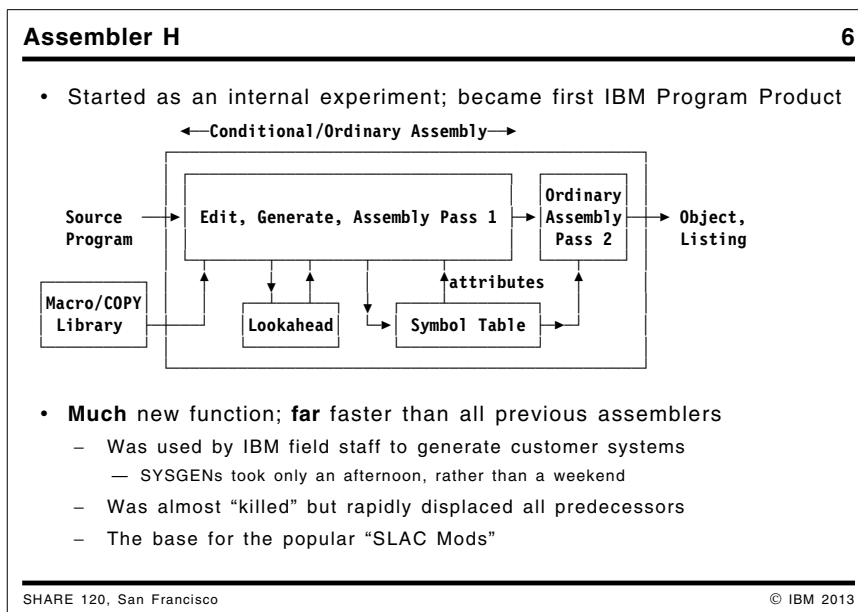 Assembler H 6
• Started as an internal experiment; became first IBM Program Product
Conditional/Ordinary Assembly
Source Program
Edit, Generate, Assembly Pass 1
Ordinary Assembly Pass 2
Object, Listing
attributes
Macro/COPY Library
Lookahead
Symbol Table
• Much new function; far faster than all previous assemblers
– Was used by IBM field staff to generate customer systems
— SYSGENs took only an afternoon, rather than a weekend
– Was almost “killed” but rapidly displaced all predecessors
– The base for the popular “SLAC Mods”
SHARE 120, San Francisco © IBM 2013